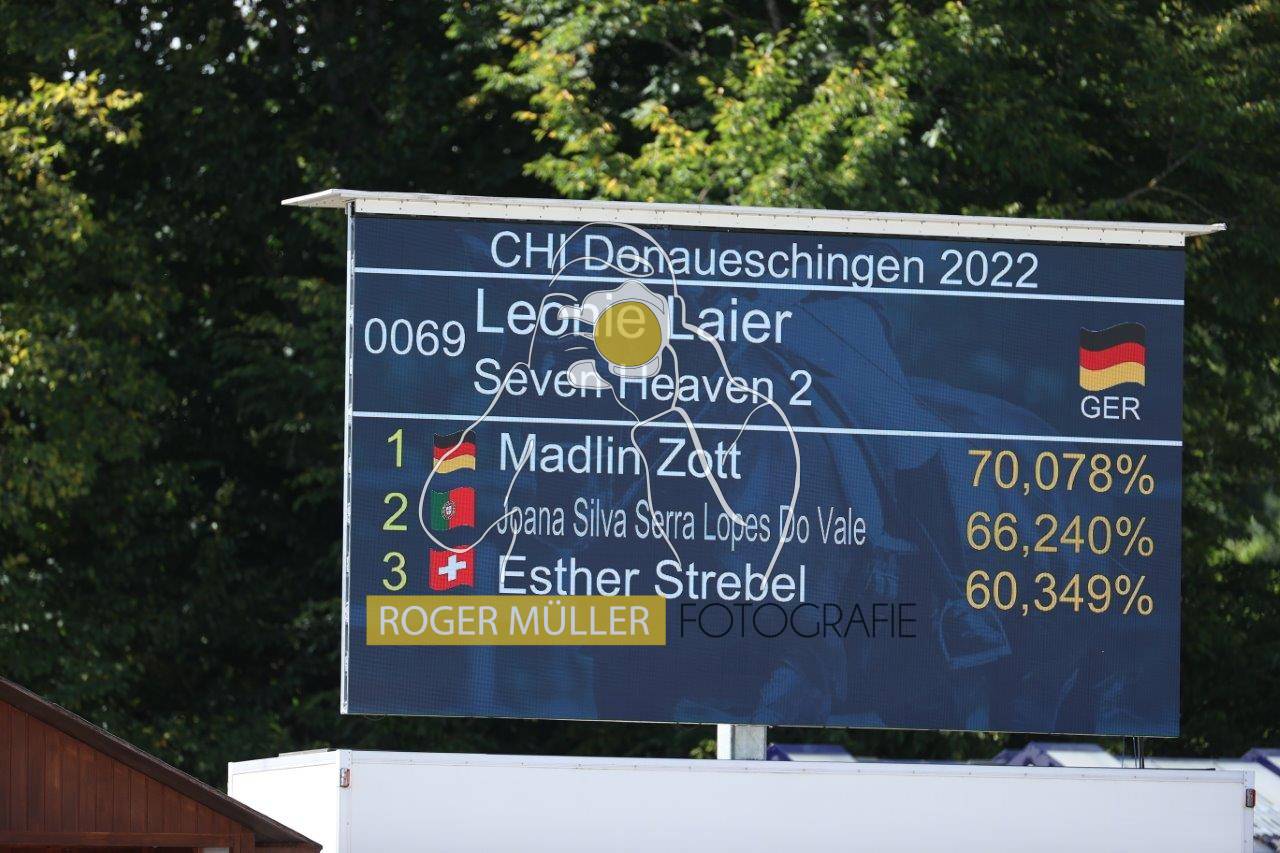 CHI Donaueschingen 2022
0069 Leonie Laier
Seven Heaven 2
GER
1 Madlin Zott 70,078%
2 Joana Silva Serra Lopes Do Vale 66,240%
3 Esther Strebel 60,349%
ROGER MÜLLER FOTOGRAFIE